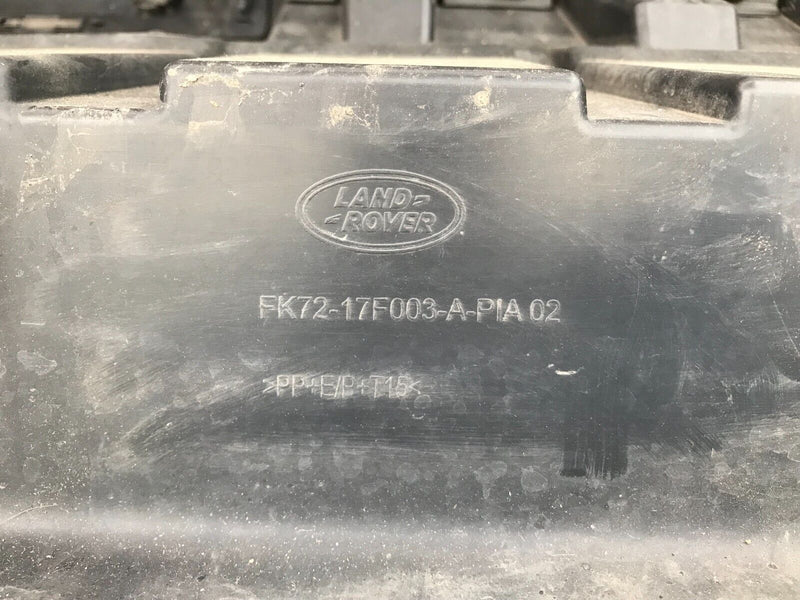 LAND
ROVER
FK72-17F003-A-PIA 02
>PP+E/P+T15<